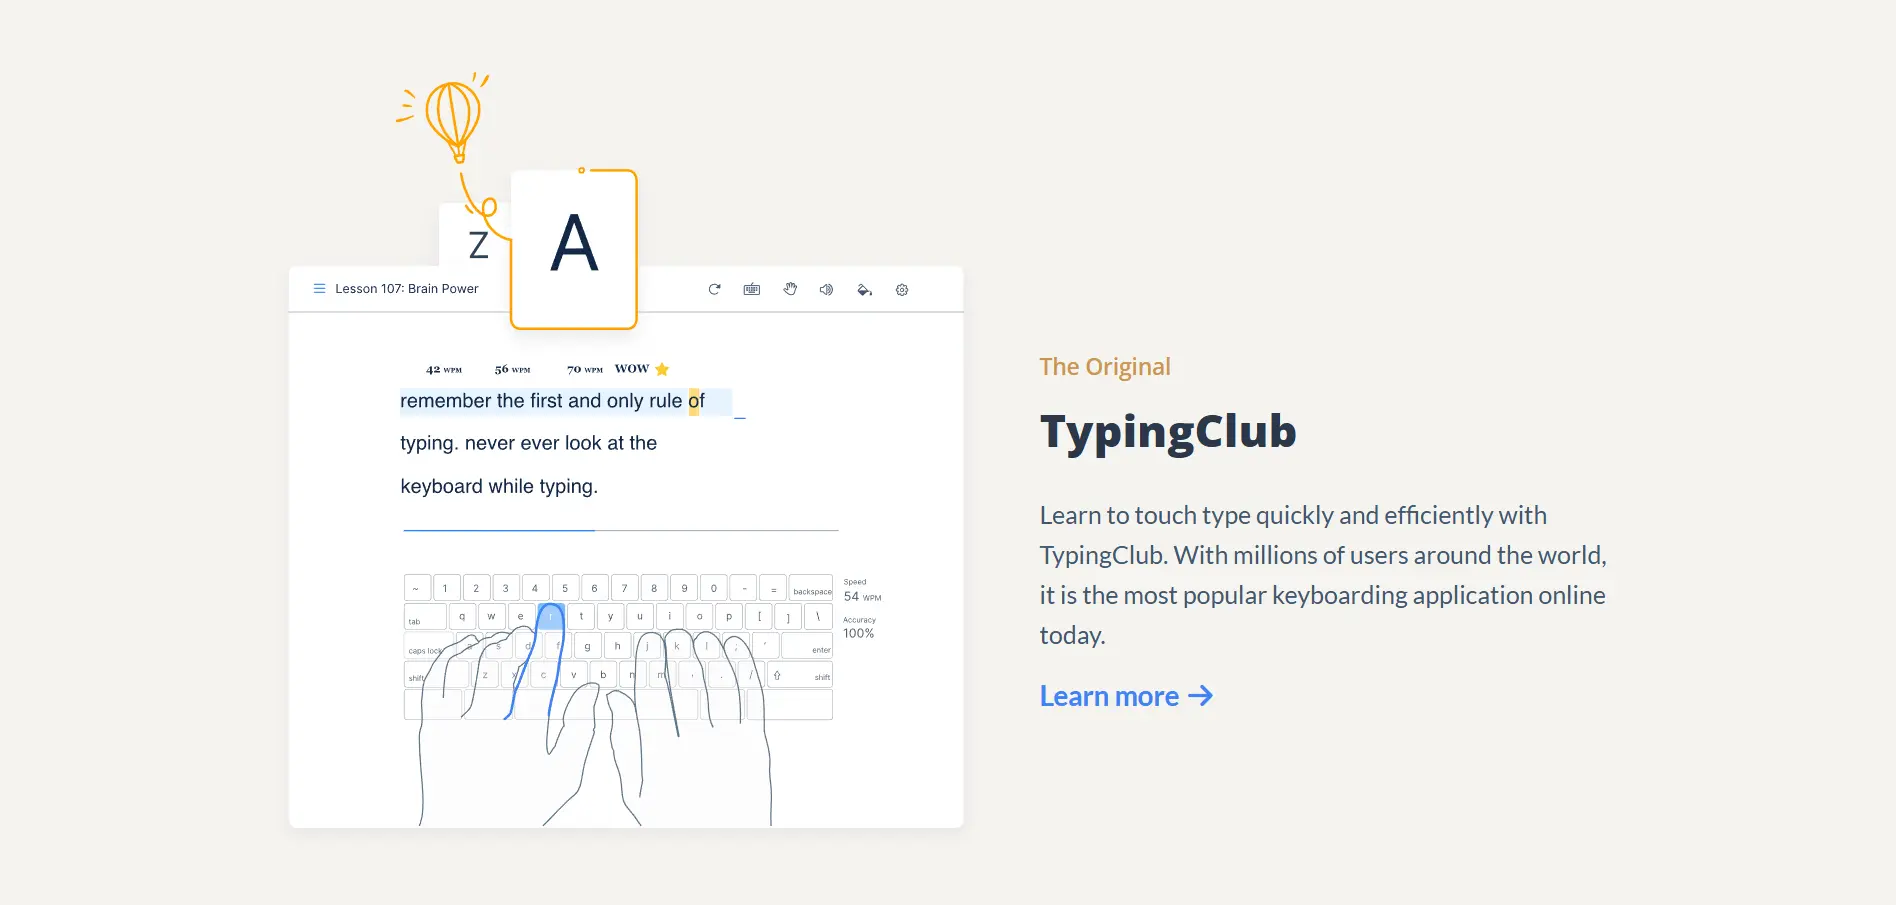 Z
A
Lesson 107: Brain Power
42 WPM 56 WPM 70 WPM WOW
remember the first and only rule of
typing. never ever look at the
keyboard while typing.
~ 1 2 3 4 5 6 7 8 9 0 - = backspace
tab q w e r t y u i o p [ ] \
caps lock a s d f g h j k l ; ' enter
shift z x c v b n m , . / shift
Speed
54 WPM
Accuracy
100%
The Original
TypingClub
Learn to touch type quickly and efficiently with
TypingClub. With millions of users around the world,
it is the most popular keyboarding application online
today.
Learn more